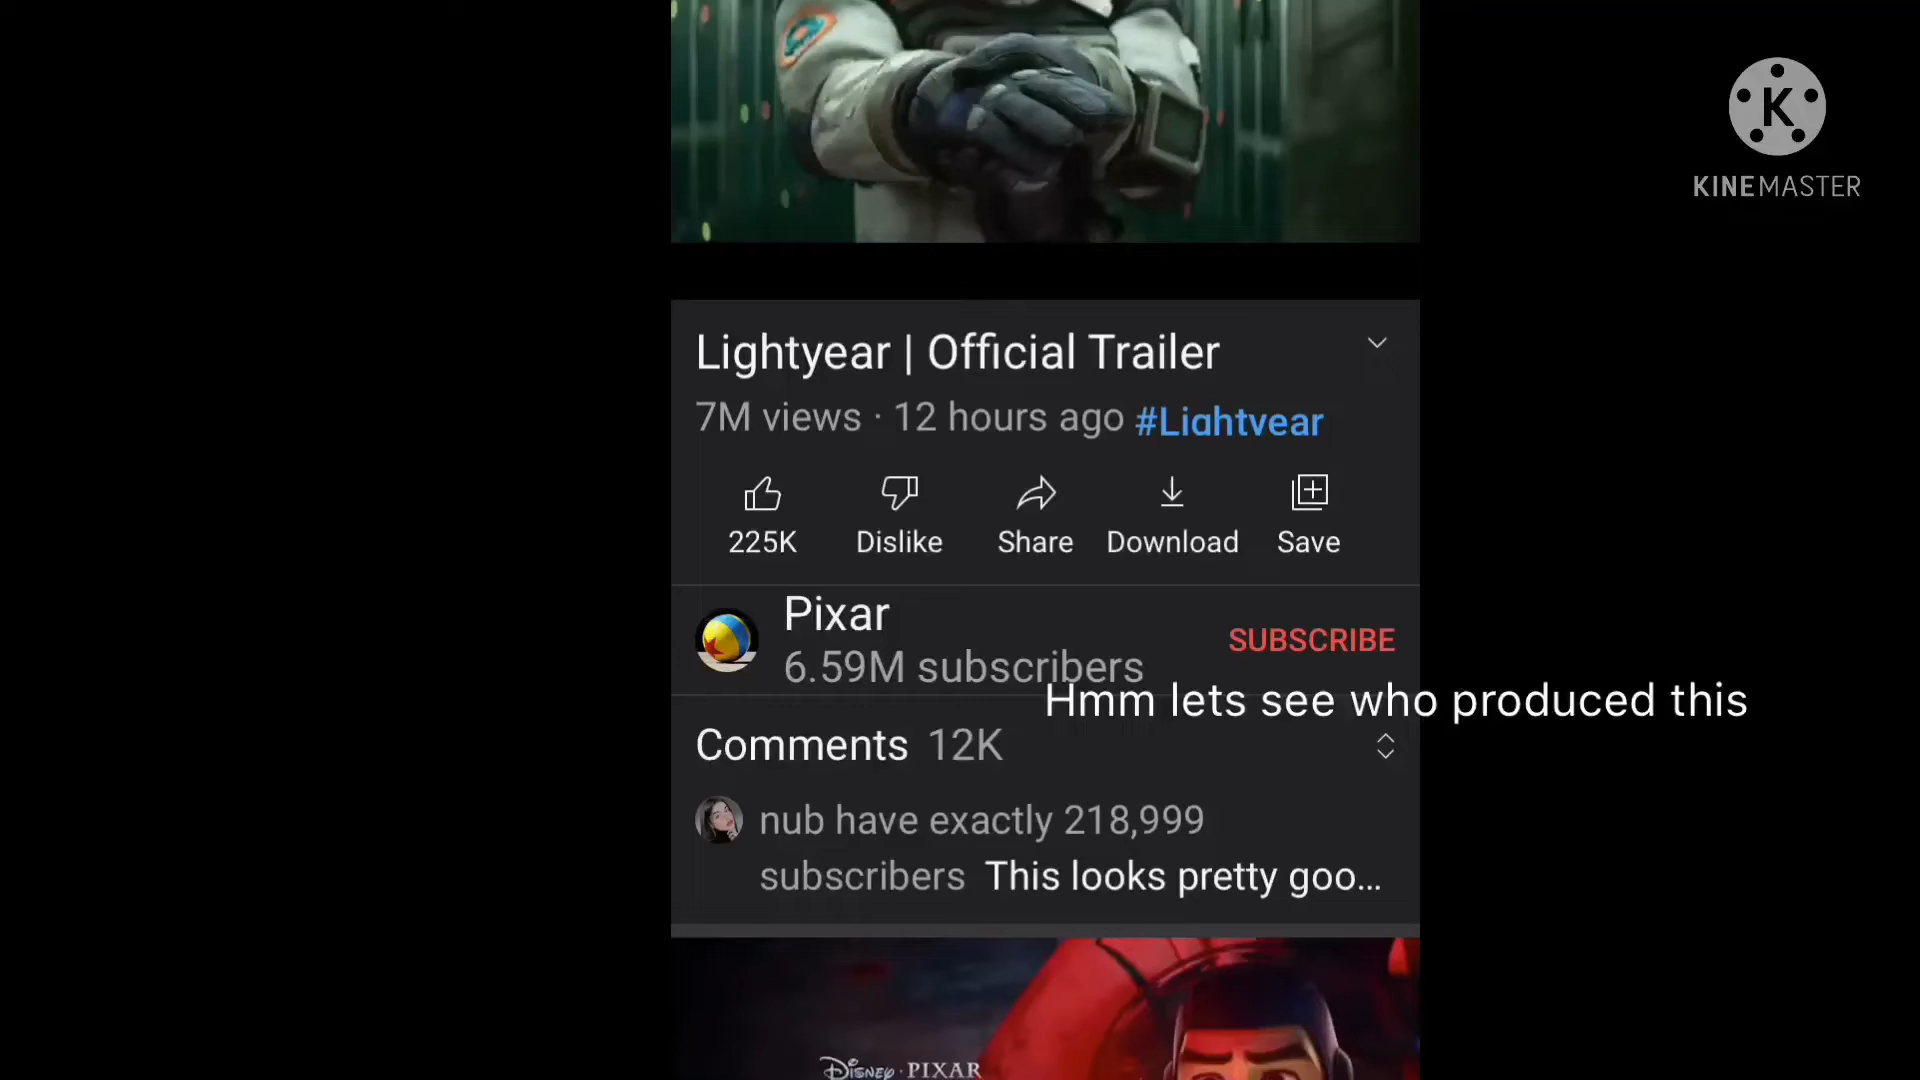 K
KINEMASTER
Lightyear | Official Trailer
7M views · 12 hours ago #Lightyear
225K Dislike Share Download Save
Pixar
6.59M subscribers
SUBSCRIBE
Hmm lets see who produced this
Comments 12K
nub have exactly 218,999
subscribers This looks pretty goo...
DISNEY · PIXAR